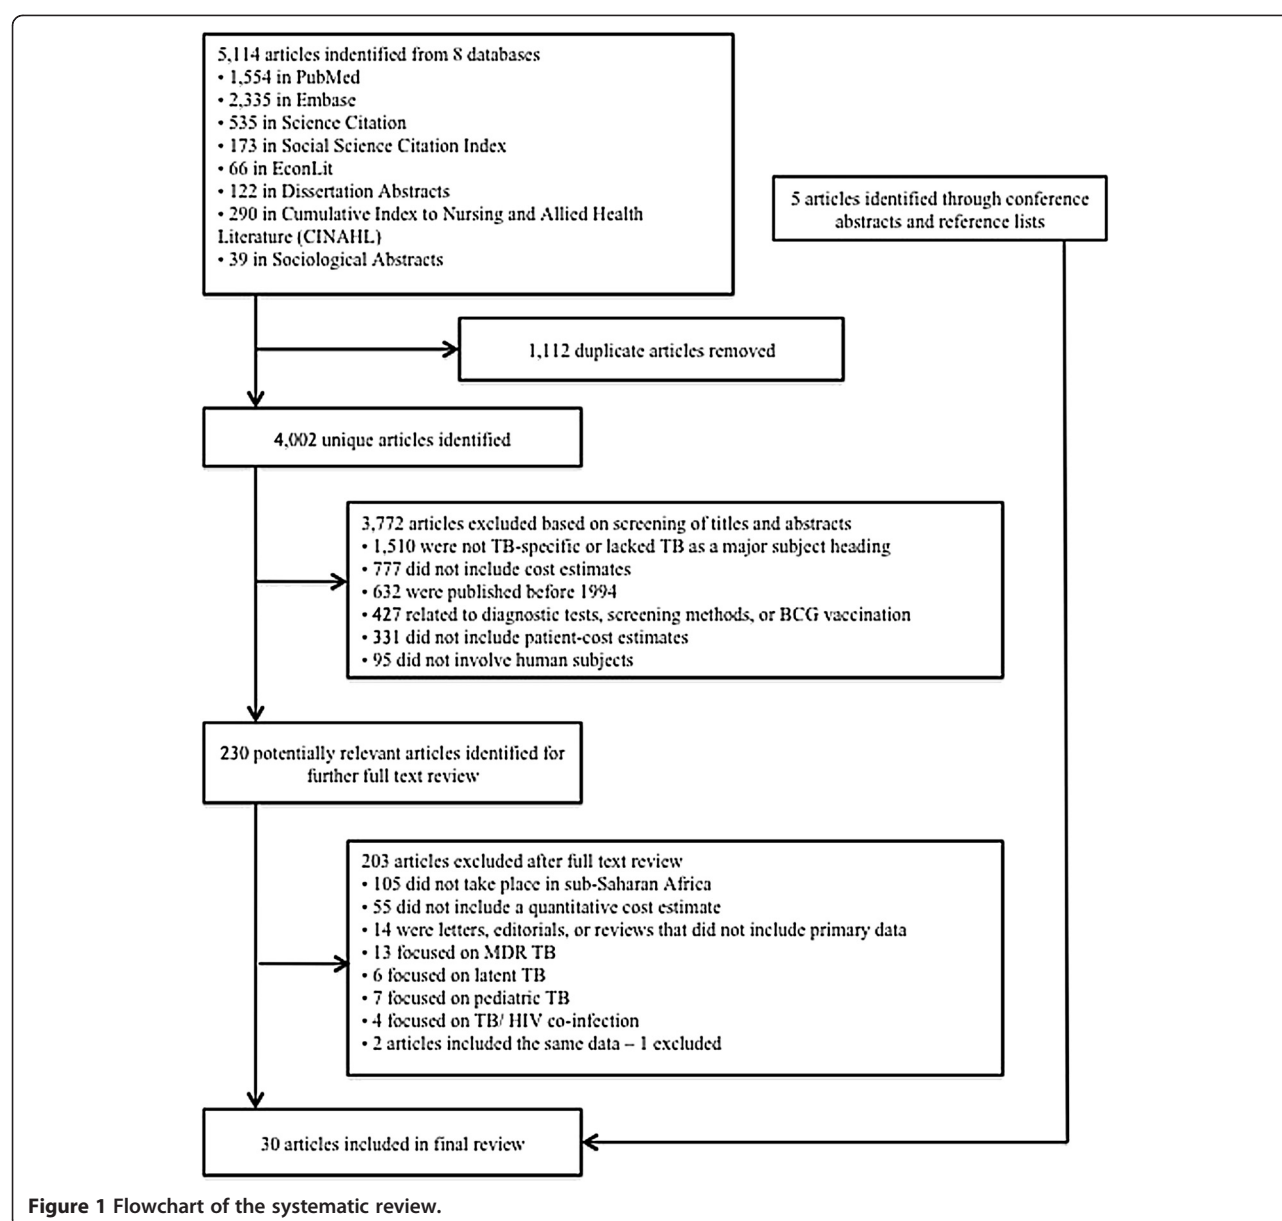 5,114 articles indentified from 8 databases
• 1,554 in PubMed
• 2,335 in Embase
• 535 in Science Citation
• 173 in Social Science Citation Index
• 66 in EconLit
• 122 in Dissertation Abstracts
• 290 in Cumulative Index to Nursing and Allied Health
Literature (CINAHL)
• 39 in Sociological Abstracts
5 articles identified through conference
abstracts and reference lists
1,112 duplicate articles removed
4,002 unique articles identified
3,772 articles excluded based on screening of titles and abstracts
• 1,510 were not TB-specific or lacked TB as a major subject heading
• 777 did not include cost estimates
• 632 were published before 1994
• 427 related to diagnostic tests, screening methods, or BCG vaccination
• 331 did not include patient-cost estimates
• 95 did not involve human subjects
230 potentially relevant articles identified for
further full text review
203 articles excluded after full text review
• 105 did not take place in sub-Saharan Africa
• 55 did not include a quantitative cost estimate
• 14 were letters, editorials, or reviews that did not include primary data
• 13 focused on MDR TB
• 6 focused on latent TB
• 7 focused on pediatric TB
• 4 focused on TB/ HIV co-infection
• 2 articles included the same data – 1 excluded
30 articles included in final review
Figure 1 Flowchart of the systematic review.